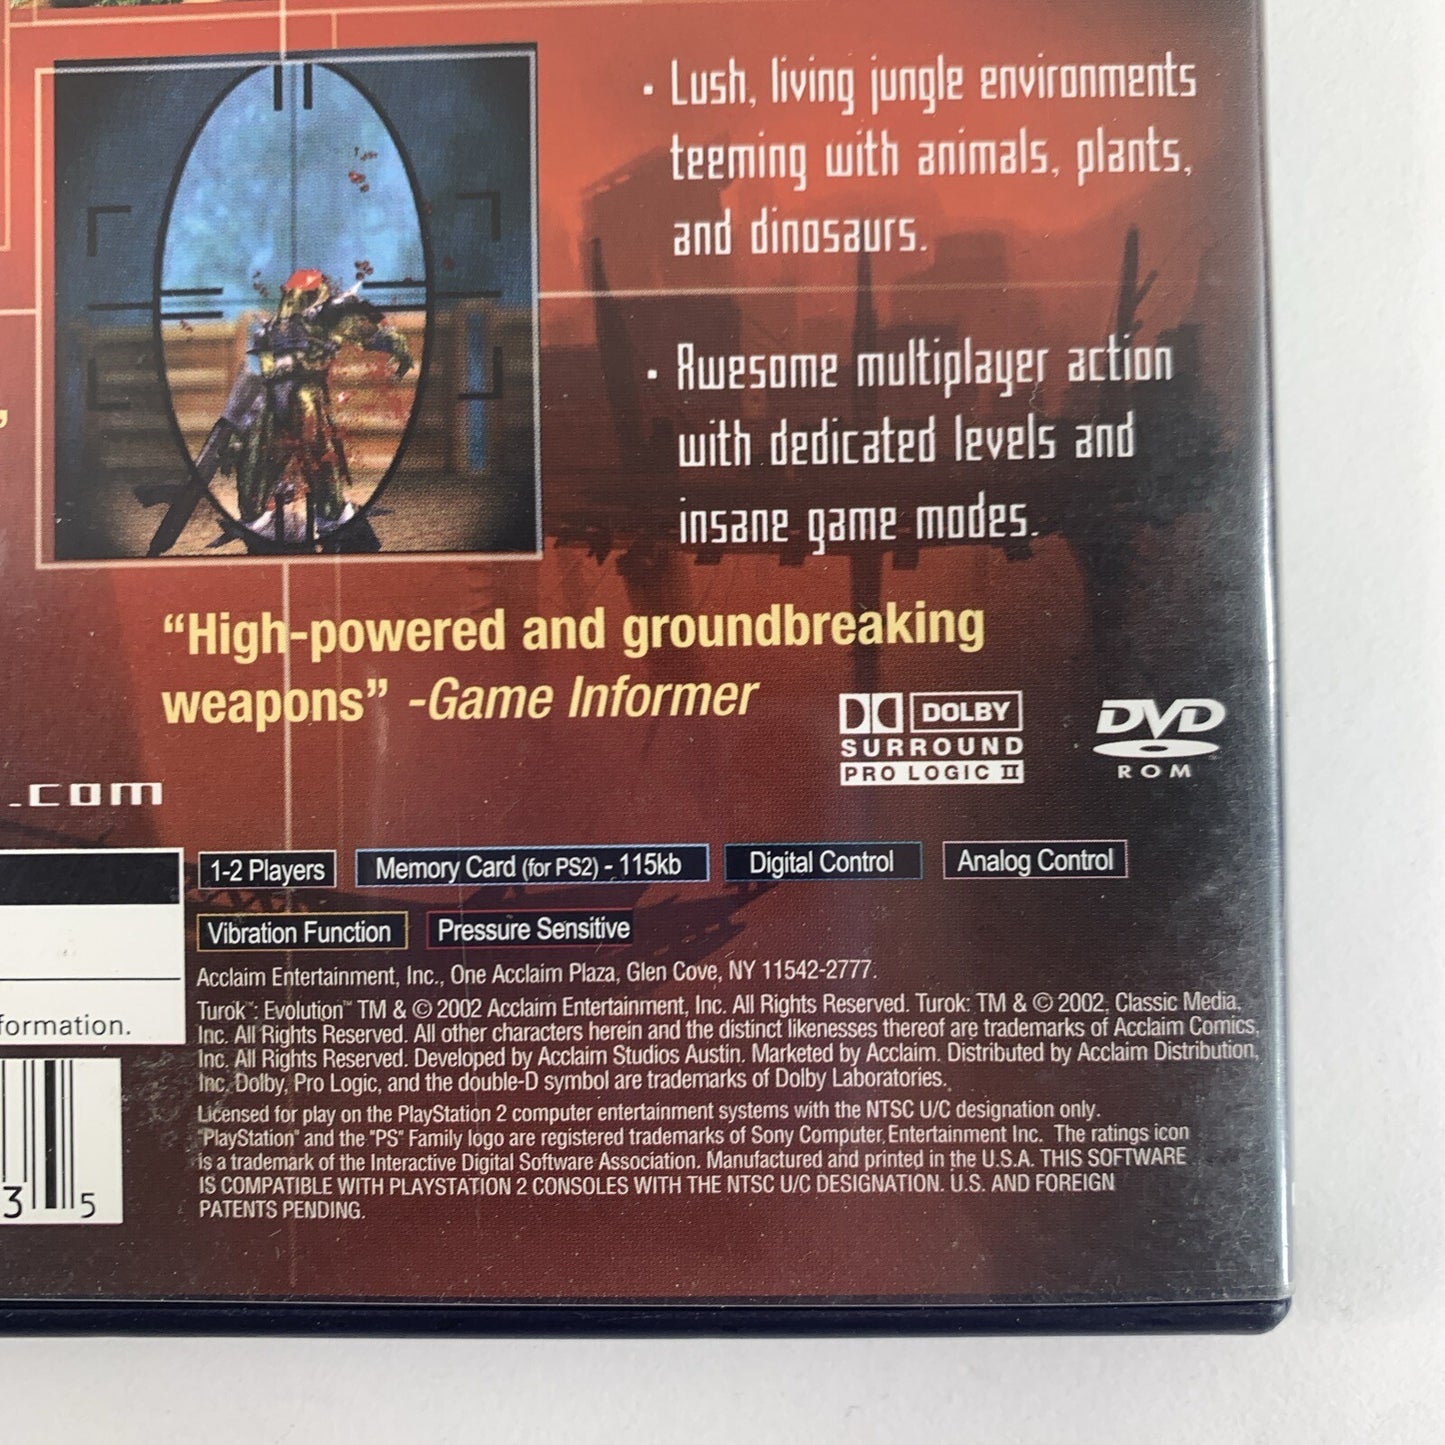 • Lush, living jungle environments
teeming with animals, plants,
and dinosaurs.
• Awesome multiplayer action
with dedicated levels and
insane game modes.
“High-powered and groundbreaking
weapons” -Game Informer
DOLBY
SURROUND
PRO LOGIC II
DVD
ROM
.com
1-2 Players
Memory Card (for PS2) - 115kb
Digital Control
Analog Control
Vibration Function
Pressure Sensitive
formation.
3 5
Acclaim Entertainment, Inc., One Acclaim Plaza, Glen Cove, NY 11542-2777.
Turok™: Evolution™ TM & © 2002 Acclaim Entertainment, Inc. All Rights Reserved. Turok: TM & © 2002, Classic Media,
Inc. All Rights Reserved. All other characters herein and the distinct likenesses thereof are trademarks of Acclaim Comics,
Inc. All Rights Reserved. Developed by Acclaim Studios Austin. Marketed by Acclaim. Distributed by Acclaim Distribution,
Inc. Dolby, Pro Logic, and the double-D symbol are trademarks of Dolby Laboratories.
Licensed for play on the PlayStation 2 computer entertainment systems with the NTSC U/C designation only.
"PlayStation" and the "PS" Family logo are registered trademarks of Sony Computer Entertainment Inc. The ratings icon
is a trademark of the Interactive Digital Software Association. Manufactured and printed in the U.S.A. THIS SOFTWARE
IS COMPATIBLE WITH PLAYSTATION 2 CONSOLES WITH THE NTSC U/C DESIGNATION. U.S. AND FOREIGN
PATENTS PENDING.